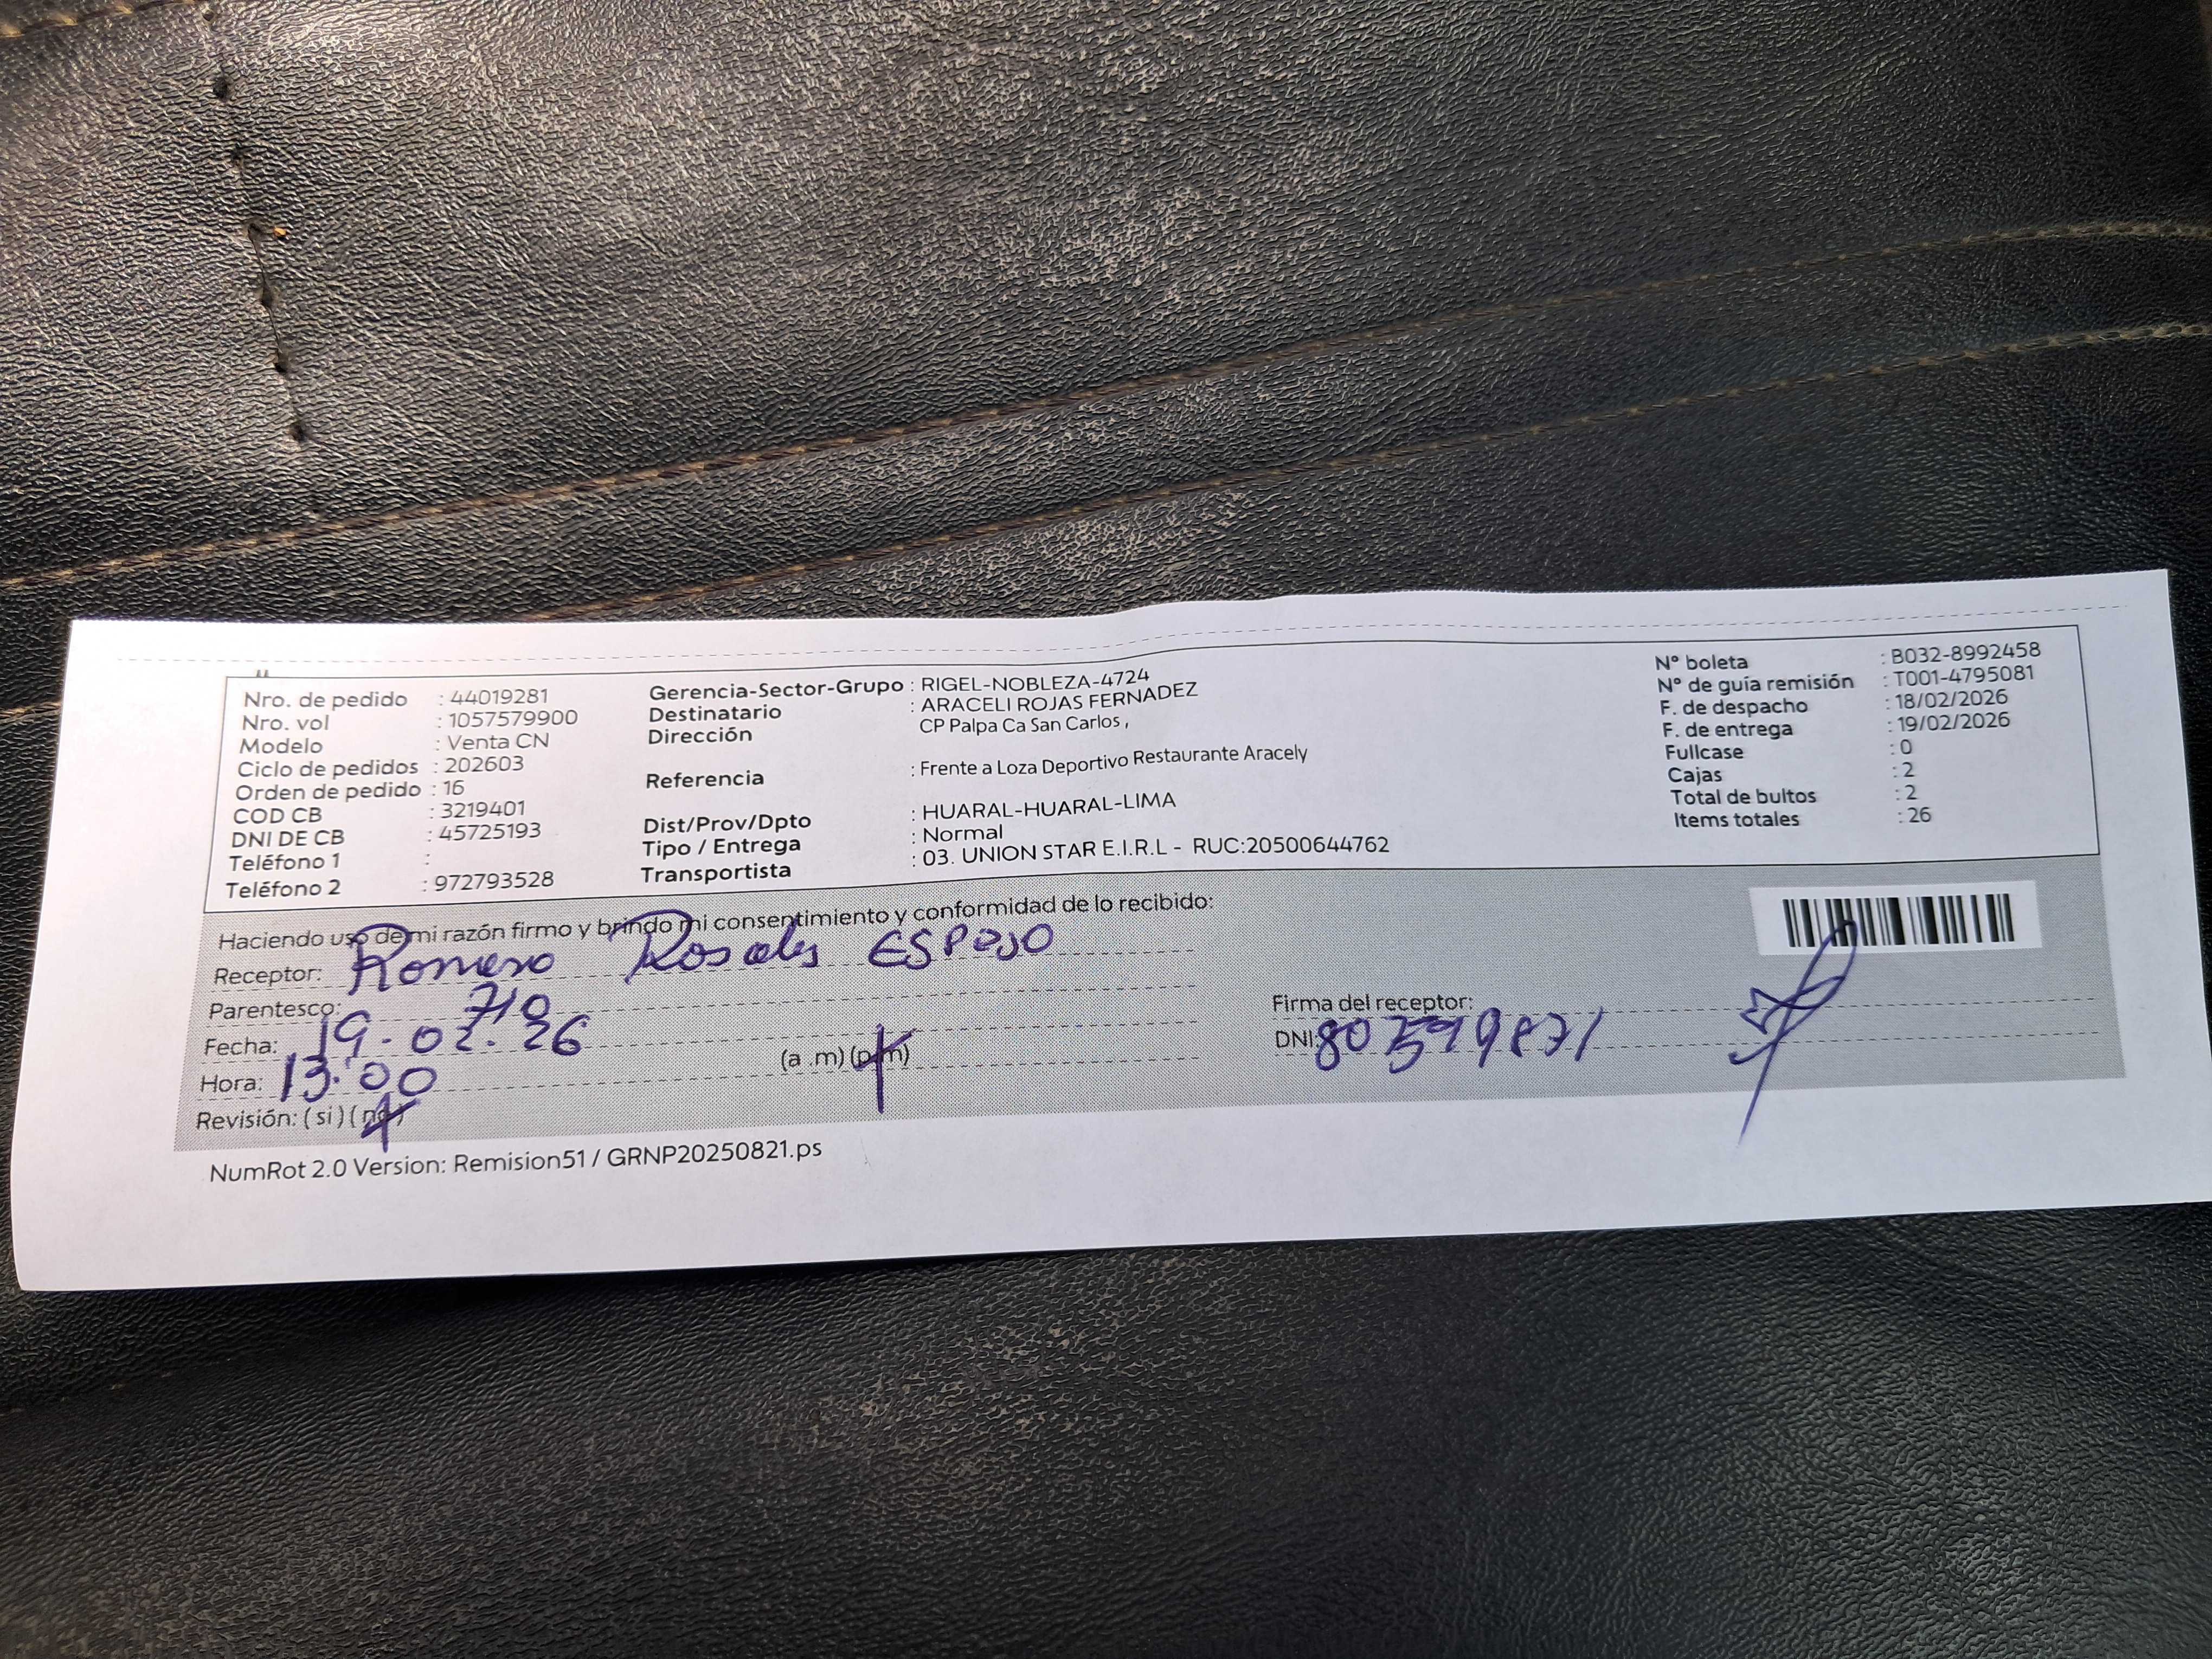 Nro. de pedido : 44019281
Nro. vol : 1057579900
Modelo : Venta CN
Ciclo de pedidos : 202603
Orden de pedido : 16
COD CB : 3219401
DNI DE CB : 45725193
Teléfono 1 :
Teléfono 2 : 972793528
Gerencia-Sector-Grupo : RIGEL-NOBLEZA-4724
Destinatario : ARACELI ROJAS FERNADEZ
Dirección CP Palpa Ca San Carlos ,
Referencia : Frente a Loza Deportivo Restaurante Aracely
Dist/Prov/Dpto : HUARAL-HUARAL-LIMA
Tipo / Entrega : Normal
Transportista : 03. UNION STAR E.I.R.L - RUC:20500644762
N° boleta : B032-8992458
N° de guía remisión : T001-4795081
F. de despacho : 18/02/2026
F. de entrega : 19/02/2026
Fullcase : 0
Cajas : 2
Total de bultos : 2
Items totales : 26
Haciendo uso de mi razón firmo y brindo mi consentimiento y conformidad de lo recibido:
Receptor: Romero Rosales ESPOSO
Parentesco:
Fecha: 19.02.26
Hora: 13:00 (a .m) (p.m)
Revisión: ( si ) ( no )
Firma del receptor:
DNI:
NumRot 2.0 Version: Remision51 / GRNP20250821.ps